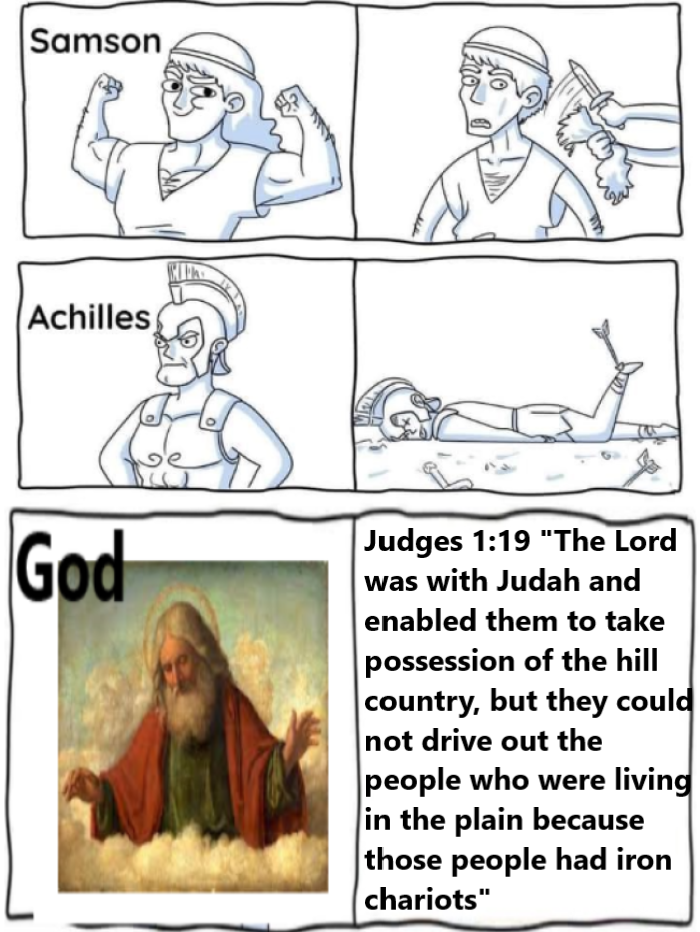 Samson
Achilles
God
Judges 1:19 "The Lord
was with Judah and
enabled them to take
possession of the hill
country, but they could
not drive out the
people who were living
in the plain because
those people had iron
chariots"